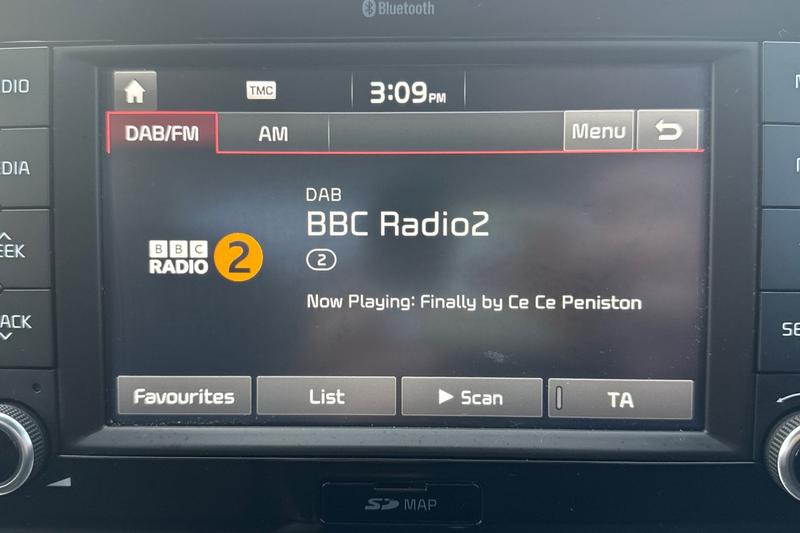 Bluetooth
TMC
3:09PM
DAB/FM
AM
Menu
DAB
BBC Radio2
BBC
RADIO 2
2
Now Playing: Finally by Ce Ce Peniston
Favourites
List
Scan
TA
SD MAP